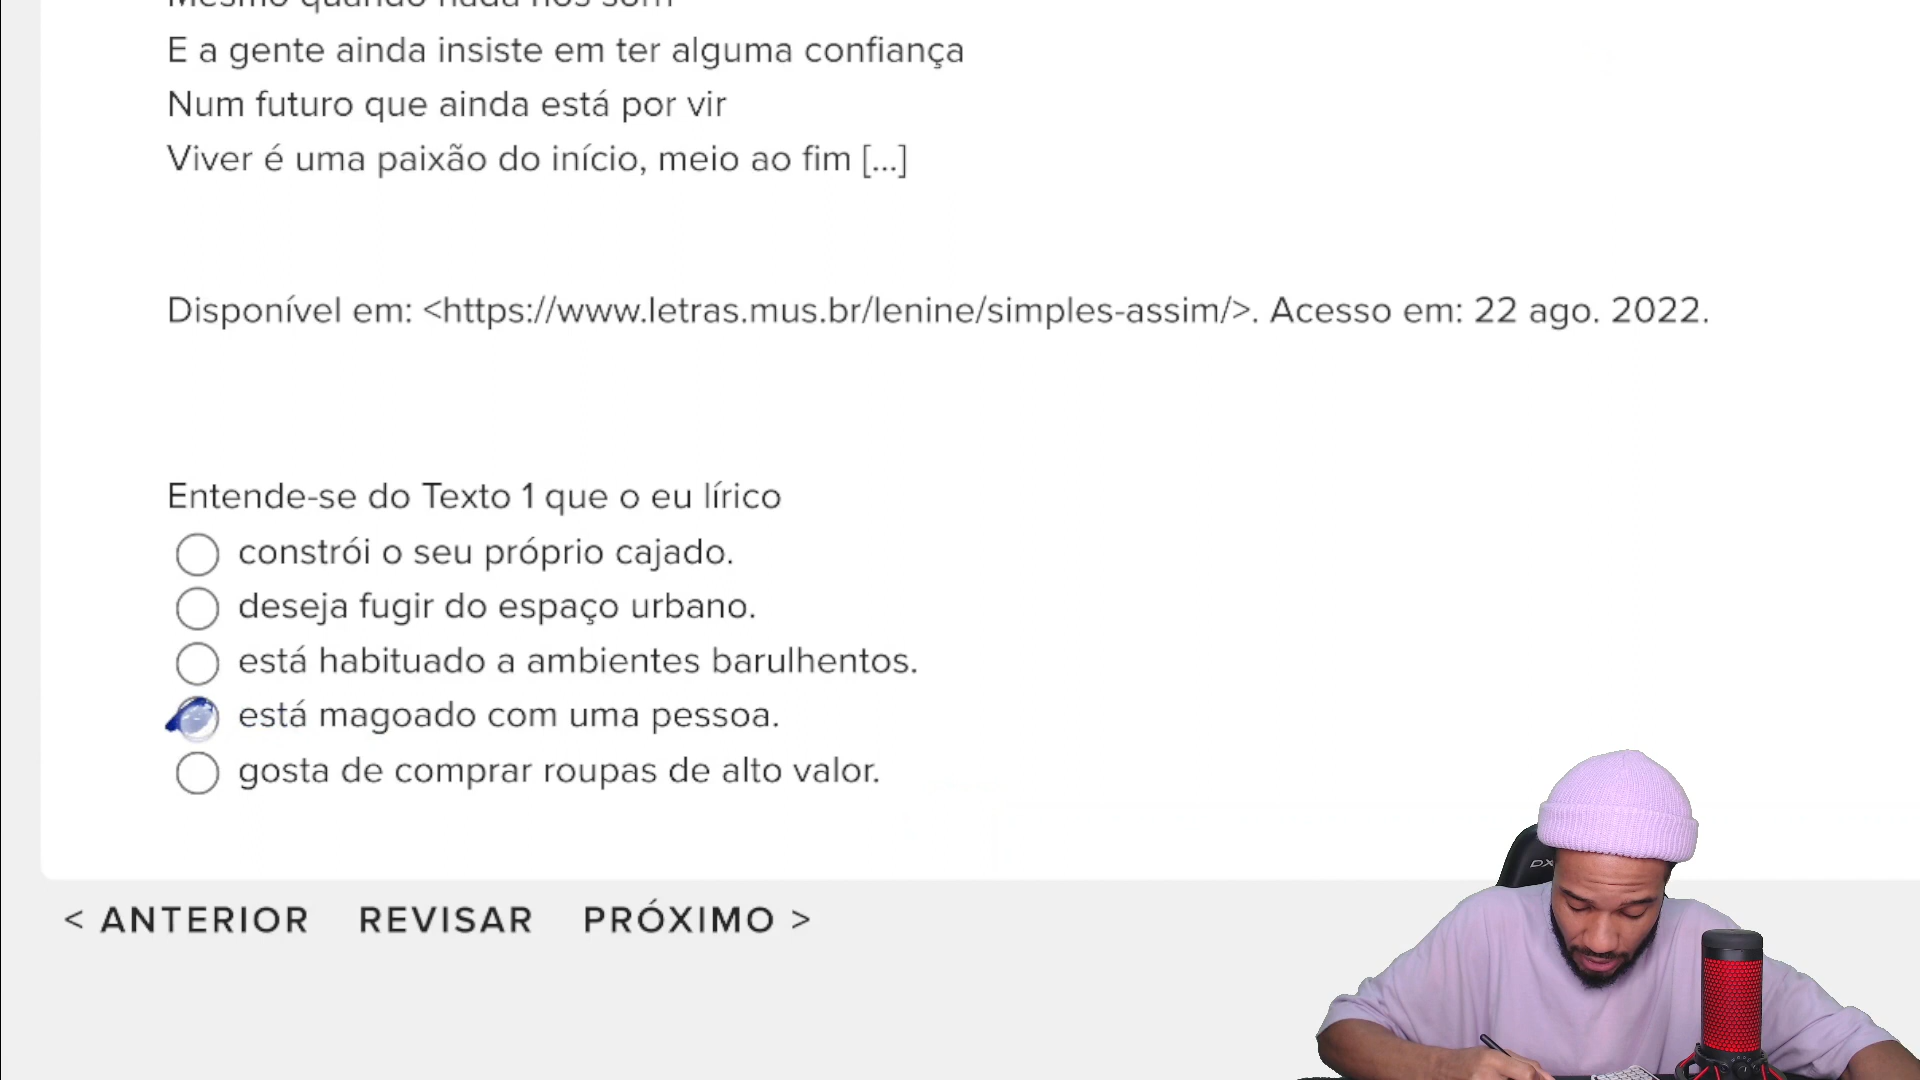 E a gente ainda insiste em ter alguma confiança
Num futuro que ainda está por vir
Viver é uma paixão do início, meio ao fim [...]
Disponível em: <https://www.letras.mus.br/lenine/simples-assim/>. Acesso em: 22 ago. 2022.
Entende-se do Texto 1 que o eu lírico
constrói o seu próprio cajado.
deseja fugir do espaço urbano.
está habituado a ambientes barulhentos.
está magoado com uma pessoa.
gosta de comprar roupas de alto valor.
< ANTERIOR REVISAR PRÓXIMO >
DX